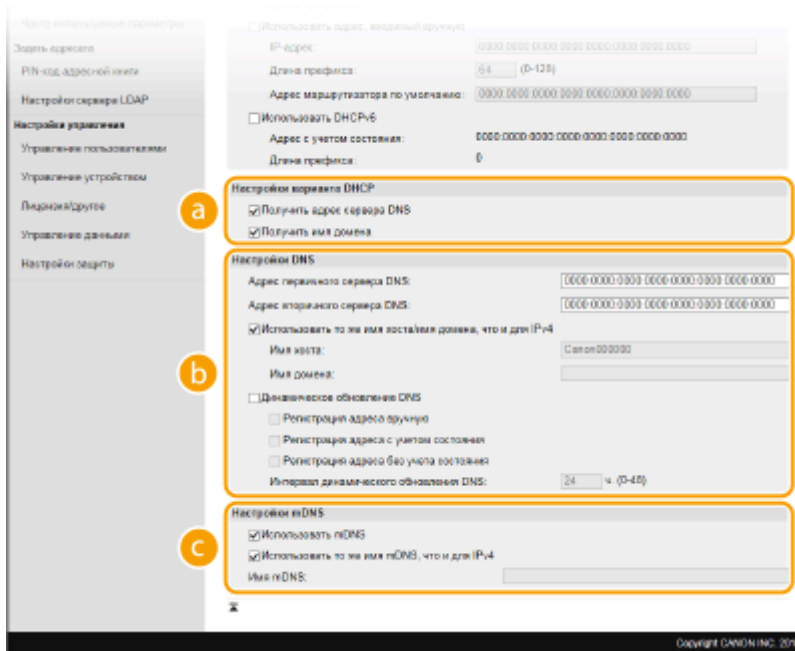 Часто используемые параметры
Задать адресата
PIN-код адресной книги
Настройки сервера LDAP
Настройки управления
Управление пользователями
Управление устройством
Лицензия/другое
Управление данными
Настройки защиты
Использовать адрес, вводимый вручную
IP-адрес: 0000:0000:0000:0000:0000:0000:0000:0000
Длина префикса: 64 (0-128)
Адрес маршрутизатора по умолчанию: 0000:0000:0000:0000:0000:0000:0000:0000
Использовать DHCPv6
Адрес с учетом состояния: 0000:0000:0000:0000:0000:0000:0000:0000
Длина префикса: 0
a
Настройки варианта DHCP
Получить адрес сервера DNS
Получить имя домена
b
Настройки DNS
Адрес первичного сервера DNS: 0000:0000:0000:0000:0000:0000:0000:0000
Адрес вторичного сервера DNS: 0000:0000:0000:0000:0000:0000:0000:0000
Использовать то же имя хоста/имя домена, что и для IPv4
Имя хоста: Canon000000
Имя домена:
Динамическое обновление DNS
Регистрация адреса вручную
Регистрация адреса с учетом состояния
Регистрация адреса без учета состояния
Интервал динамического обновления DNS: 24 ч. (0-48)
c
Настройки mDNS
Использовать mDNS
Использовать то же имя mDNS, что и для IPv4
Имя mDNS:
Copyright CANON INC. 201